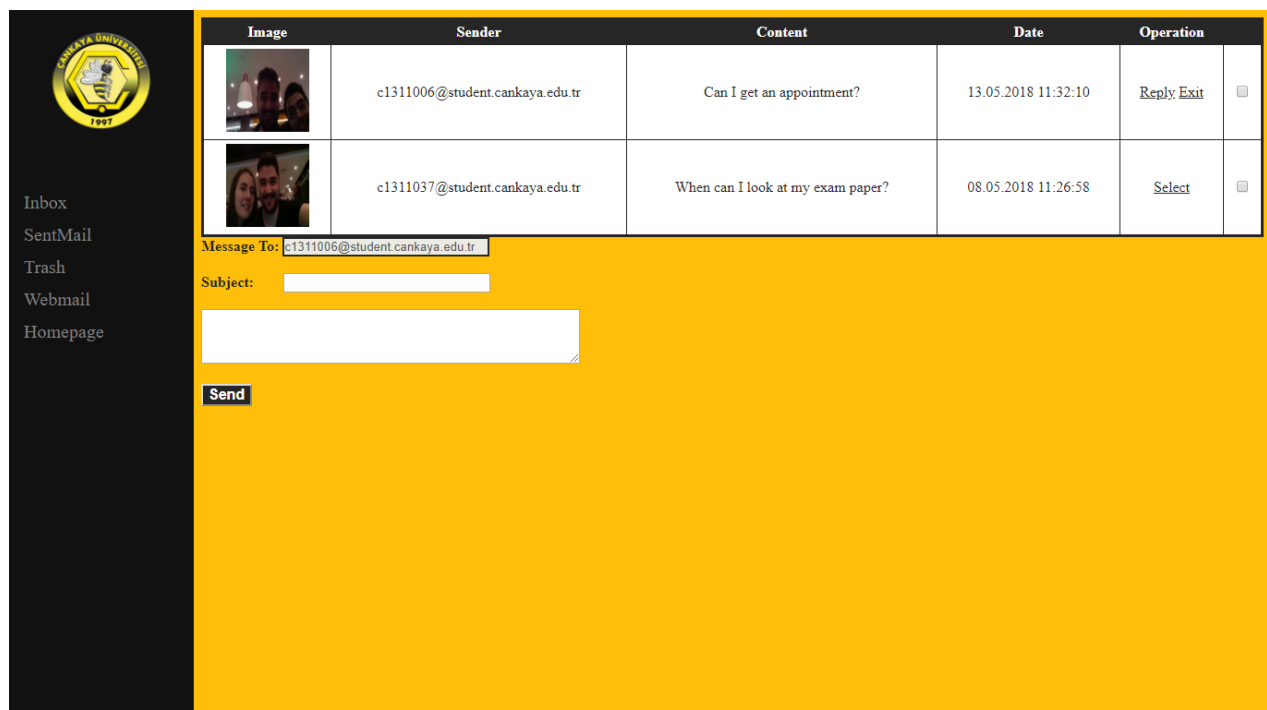 ÇANKAYA ÜNİVERSİTESİ
1997
Inbox
SentMail
Trash
Webmail
Homepage
Image Sender Content Date Operation
c1311006@student.cankaya.edu.tr Can I get an appointment? 13.05.2018 11:32:10 Reply Exit
c1311037@student.cankaya.edu.tr When can I look at my exam paper? 08.05.2018 11:26:58 Select
Message To: c1311006@student.cankaya.edu.tr
Subject:
Send